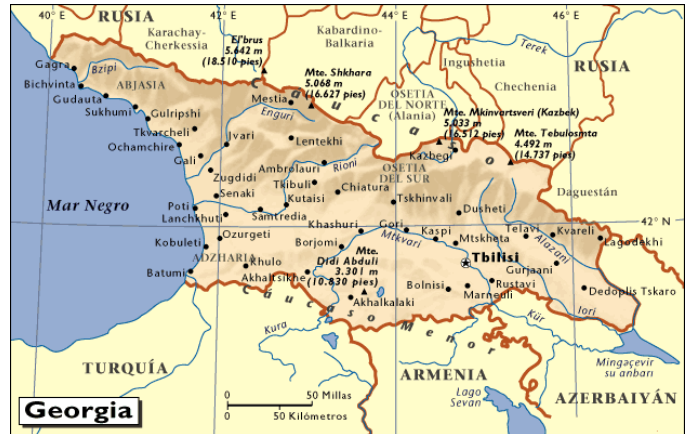 40 E
42 E
44 E
46 E
RUSIA
Karachay-
Cherkessia
El'brus
5.642 m
(18.510 pies)
Kabardino-
Balkaria
Terek
Ingushetia
Chechenia
RUSIA
Gagra
Bzipi
Bichvinta
ABJASIA
Gudauta
Sukhumi
Gulripshi
Tkvarcheli
Ochamchire
Gali
Mte. Shkhara
5.068 m
(16.627 pies)
Mestia
Enguri
Jvari
Lentekhi
Cáucaso
OSETIA
DEL NORTE
(Alania)
Mte. Mkinvartsveri (Kazbek)
5.033 m
(16.512 pies)
Kazbegi
Mte. Tebulosmta
4.492 m
(14.737 pies)
Daguestán
Zugdidi
Ambrolauri
Rioni
OSETIA
DEL SUR
Mar Negro
Senaki
Tkibuli
Chiatura
Kutaisi
Tskhinvali
Poti
Lanchkhuti
Samtredia
Dusheti
42 N
Kobuleti
Ozurgeti
Khashuri
Gori
Mtkvari
Kaspi
Mtskheta
Telavi
Alazani
Kvareli
Lagodekhi
Borjomi
ADZHARIA
Batumi
Khulo
Akhaltsikhe
Mte.
Didi Abduli
3.301 m
(10.830 pies)
Akhalkalaki
Tbilisi
Gurjaani
Bolnisi
Marneuli
Rustavi
Dedoplis Tskaro
Iori
Cáucaso Menor
Kura
Kür
Mingəçevir
su anbarı
TURQUÍA
ARMENIA
AZERBAIYÁN
Lago
Sevan
50 Millas
50 Kilómetros
Georgia